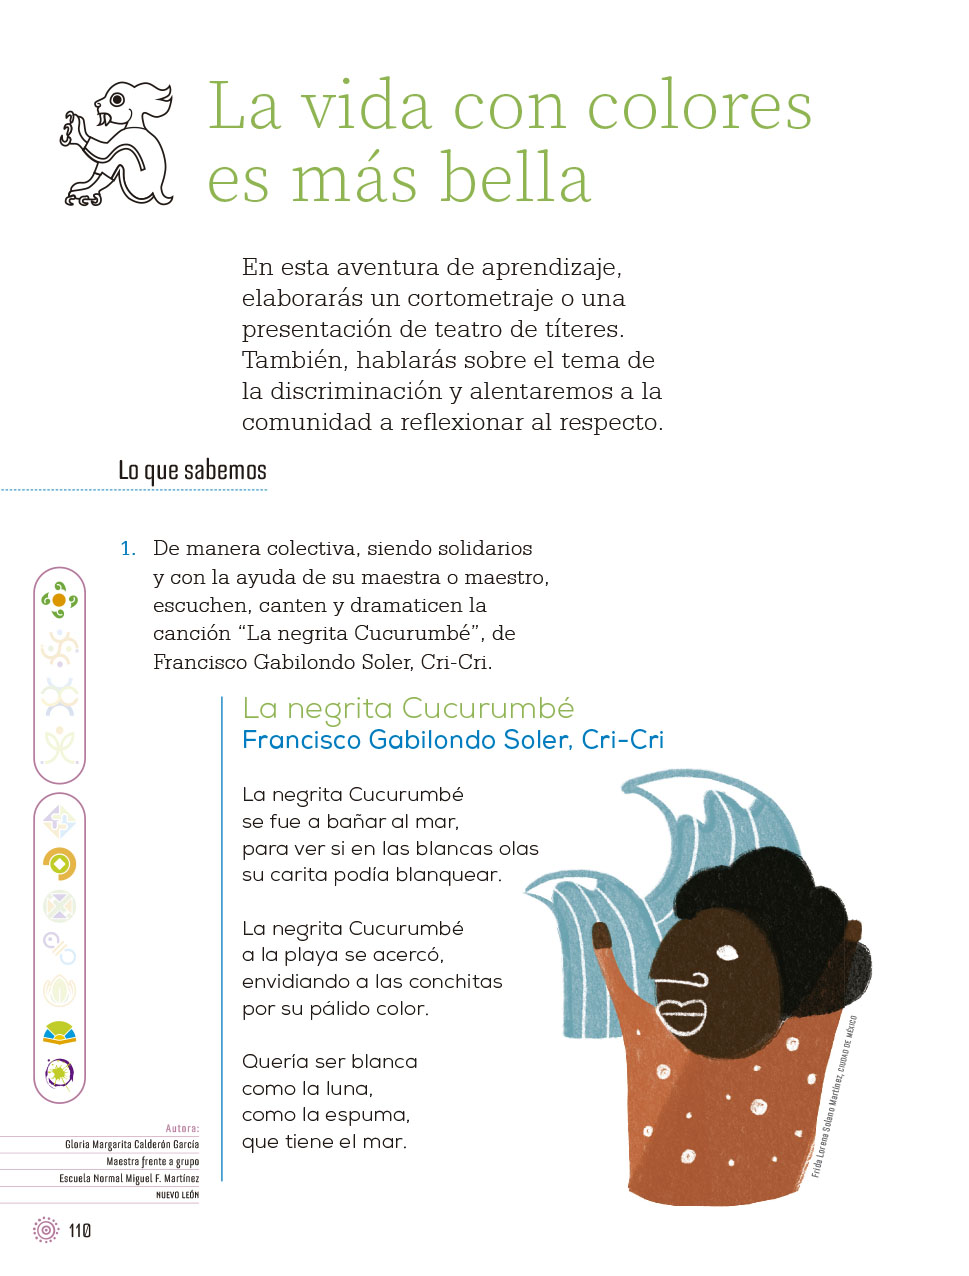 La vida con colores
es más bella
En esta aventura de aprendizaje,
elaborarás un cortometraje o una
presentación de teatro de títeres.
También, hablarás sobre el tema de
la discriminación y alentaremos a la
comunidad a reflexionar al respecto.
Lo que sabemos
1. De manera colectiva, siendo solidarios
y con la ayuda de su maestra o maestro,
escuchen, canten y dramaticen la
canción “La negrita Cucurumbé”, de
Francisco Gabilondo Soler, Cri-Cri.
La negrita Cucurumbé
Francisco Gabilondo Soler, Cri-Cri
La negrita Cucurumbé
se fue a bañar al mar,
para ver si en las blancas olas
su carita podía blanquear.
La negrita Cucurumbé
a la playa se acercó,
envidiando a las conchitas
por su pálido color.
Quería ser blanca
como la luna,
como la espuma,
que tiene el mar.
Frida Lorena Solano Martínez, CIUDAD DE MÉXICO
Autora:
Gloria Margarita Calderón García
Maestra frente a grupo
Escuela Normal Miguel F. Martínez
NUEVO LEÓN
110